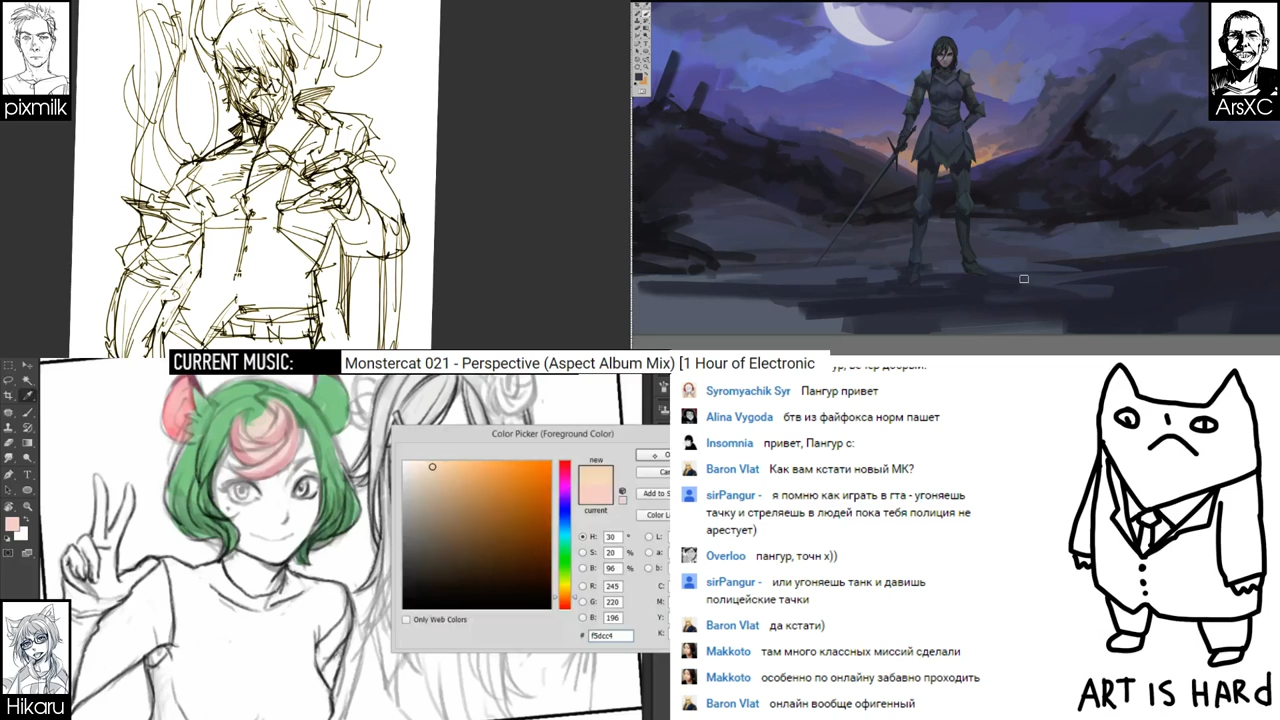 pixmilk
ArsXC
CURRENT MUSIC: Monstercat 021 - Perspective (Aspect Album Mix) [1 Hour of Electronic
Color Picker (Foreground Color)
new
current
Add to S
Color L
H: 30 °
S: 20 %
B: 96 %
R: 245
G: 220
B: 196
L:
a:
b:
C:
M:
Y:
K:
Only Web Colors
# f5dcc4
Hikaru
Syromyachik Syr Пангур привет
Alina Vygoda бтв из файфокса норм пашет
Insomnia привет, Пангур с:
Baron Vlat Как вам кстати новый МК?
sirPangur - я помню как играть в гта - угоняешь
тачку и стреляешь в людей пока тебя полиция не
арестует)
Overloo пангур, точн х))
sirPangur - или угоняешь танк и давишь
полицейские тачки
Baron Vlat да кстати)
Makkoto там много классных миссий сделали
Makkoto особенно по онлайну забавно проходить
Baron Vlat онлайн вообще офигенный
ART IS HARd